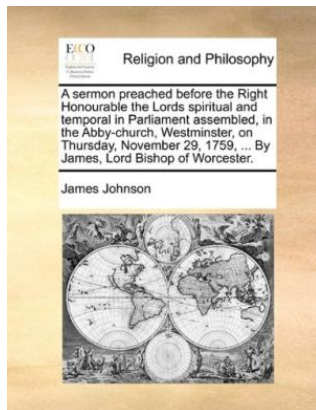 ECCO
Religion and Philosophy
A sermon preached before the Right
Honourable the Lords spiritual and
temporal in Parliament assembled, in
the Abby-church, Westminster, on
Thursday, November 29, 1759, ... By
James, Lord Bishop of Worcester.
James Johnson